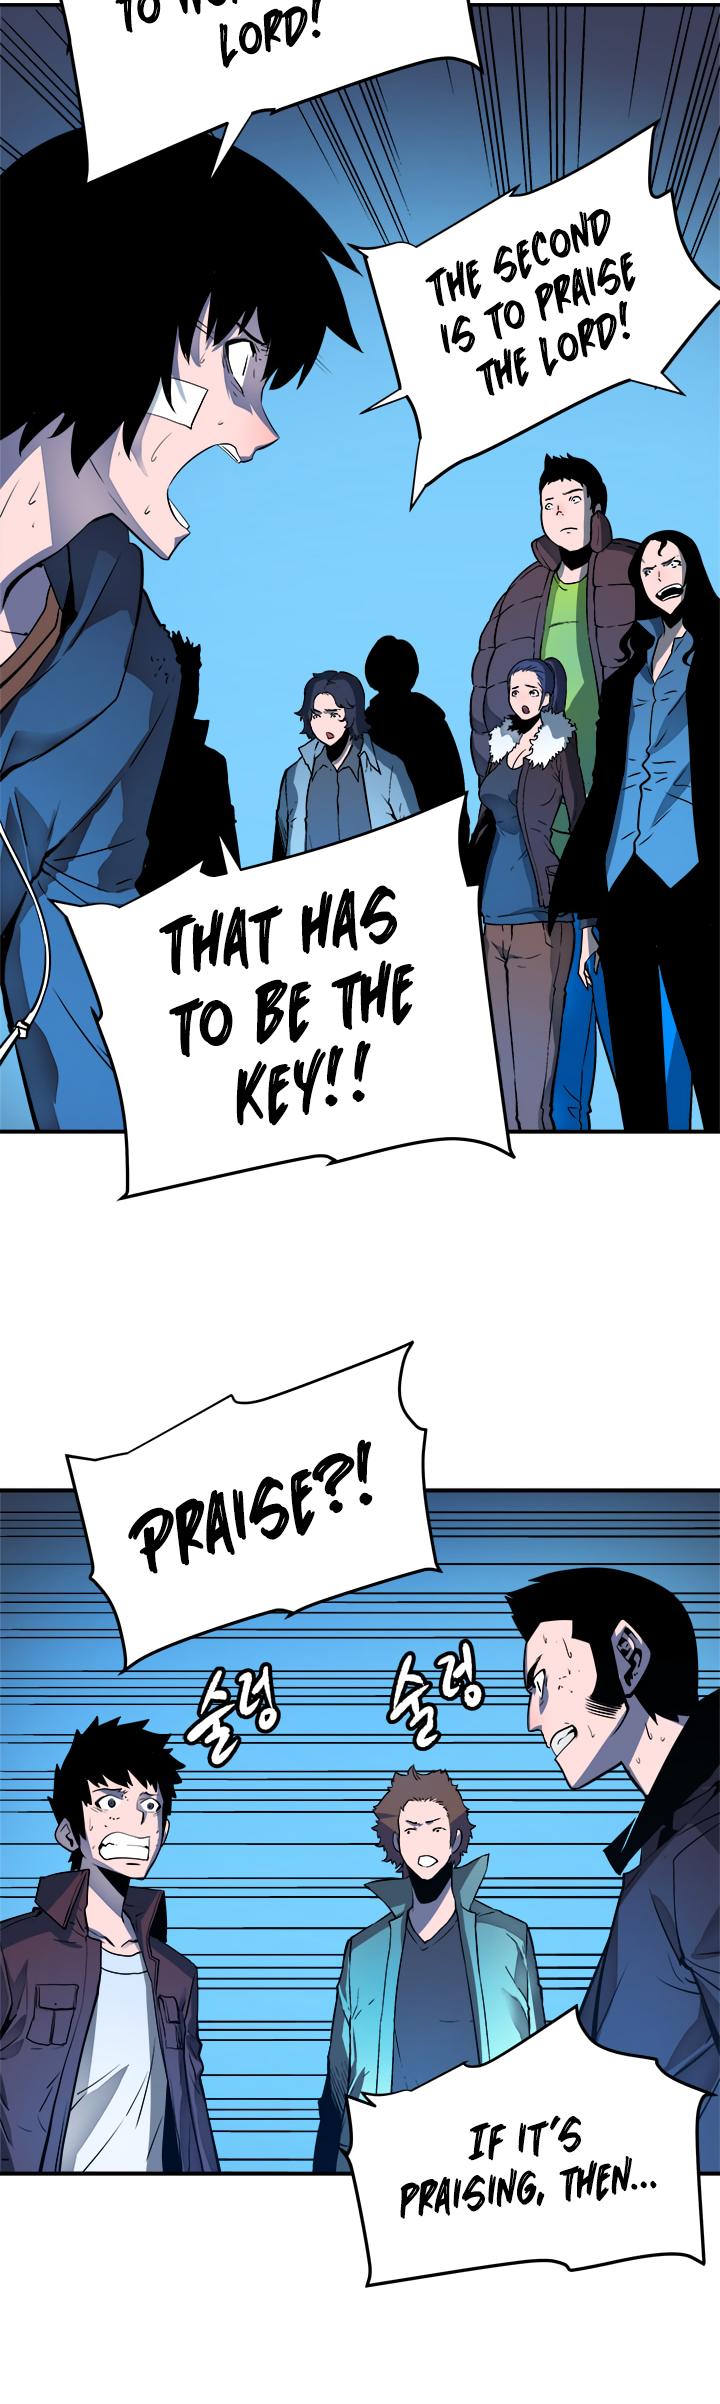 TO
LORD!
THE SECOND
IS TO PRAISE
THE LORD!
THAT HAS
TO BE THE
KEY!!
PRAISE?!
술렁
술렁
IF IT'S
PRAISING, THEN...